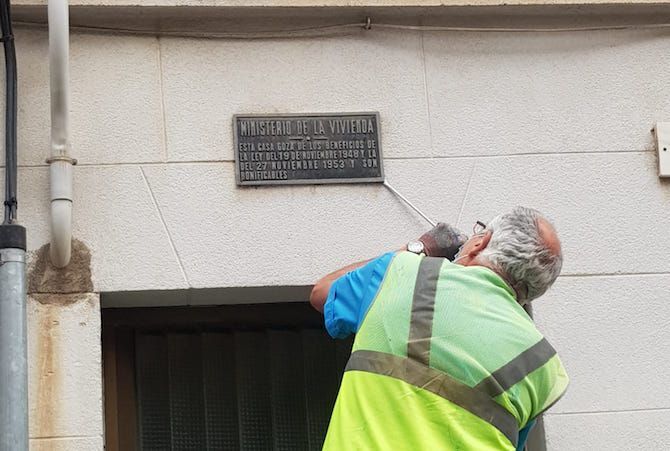 MINISTERIO DE LA VIVIENDA
ESTA CASA GOZA DE LOS BENEFICIOS DE
LA LEY DEL 19 DE NOVIEMBRE 1948 Y LA
DEL 27 NOVIEMBRE 1953 Y SON
BONIFICABLES